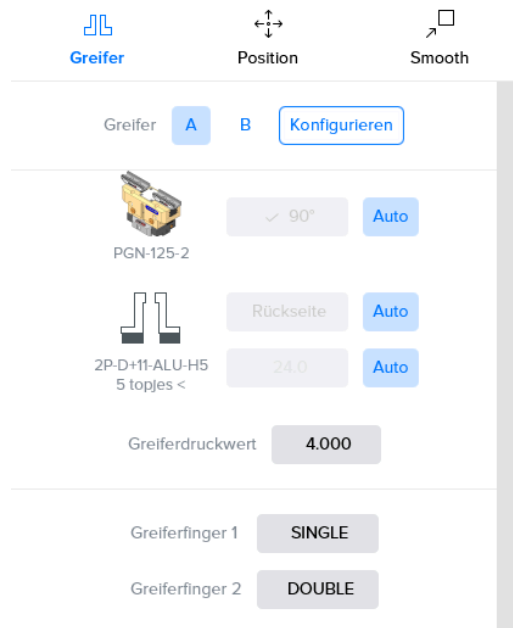 Greifer
Position
Smooth
Greifer A B Konfigurieren
90° Auto
PGN-125-2
Rückseite Auto
2P-D+11-ALU-H5
5 topjes <
24.0 Auto
Greiferdruckwert 4.000
Greiferfinger 1 SINGLE
Greiferfinger 2 DOUBLE